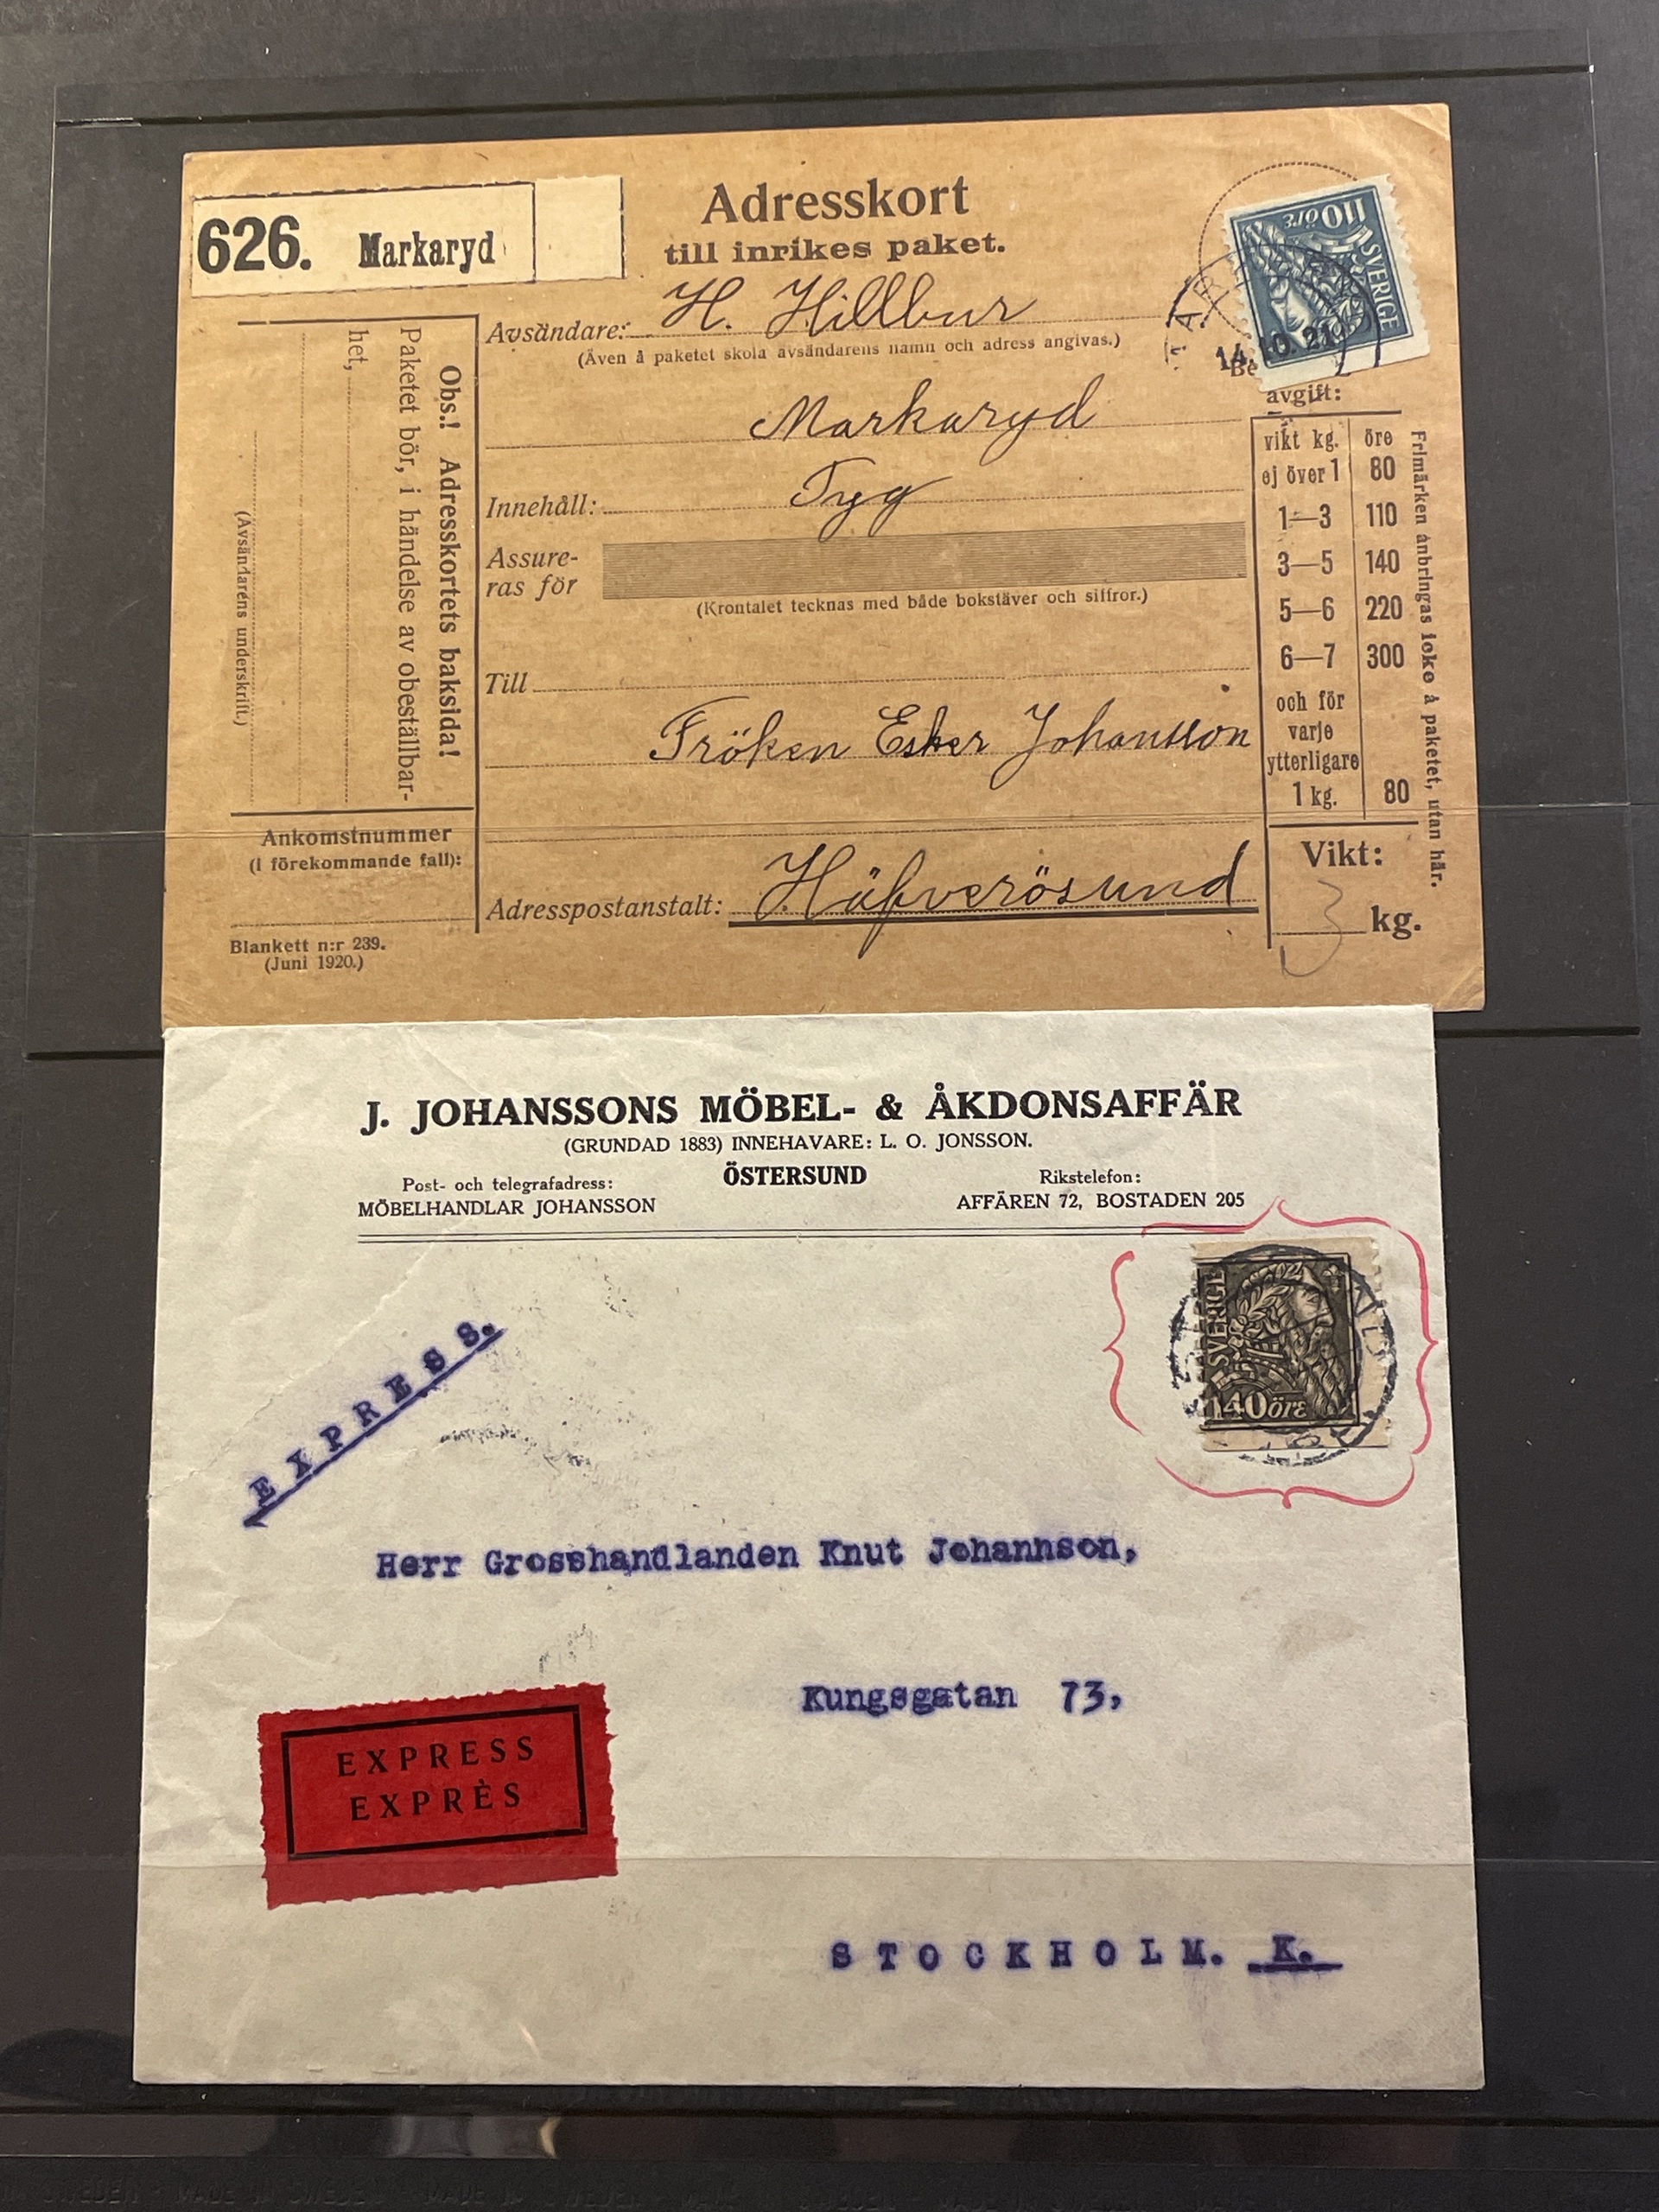 626. Markaryd
Adresskort
till inrikes paket.
110 öre
SVERIGE
14.10.21
Avsändare: H. Hillbur
(Även å paketet skola avsändarens namn och adress angivas.)
Markaryd
Innehåll: Tyg
Assure-
ras för
(Krontalet tecknas med både bokstäver och siffror.)
Till
Fröken Ester Johansson
Adresspostanstalt:
Obs.! Adresskortets baksida!
Paketet bör, i händelse av obeställbar-
het,
(Avsändarens underskrift.)
Ankomstnummer
(i förekommande fall):
Blankett n:r 239.
(Juni 1920.)
Be
avgift:
vikt kg. öre
ej över 1 80
1—3 110
3—5 140
5—6 220
6—7 300
och för
varje
ytterligare
1 kg. 80
Frimärken anbringas icke å paketet, utan här.
Vikt:
3 kg.
J. JOHANSSONS MÖBEL- & ÅKDONSAFFÄR
(GRUNDAD 1883) INNEHAVARE: L. O. JONSSON.
ÖSTERSUND
Post- och telegrafadress:
MÖBELHANDLAR JOHANSSON
Rikstelefon:
AFFÄREN 72, BOSTADEN 205
SVERIGE
140 öre
EXPRESS.
Herr Grosshandlanden Knut Johannson,
Kungsgatan 73,
EXPRESS
EXPRÈS
STOCKHOLM. K.